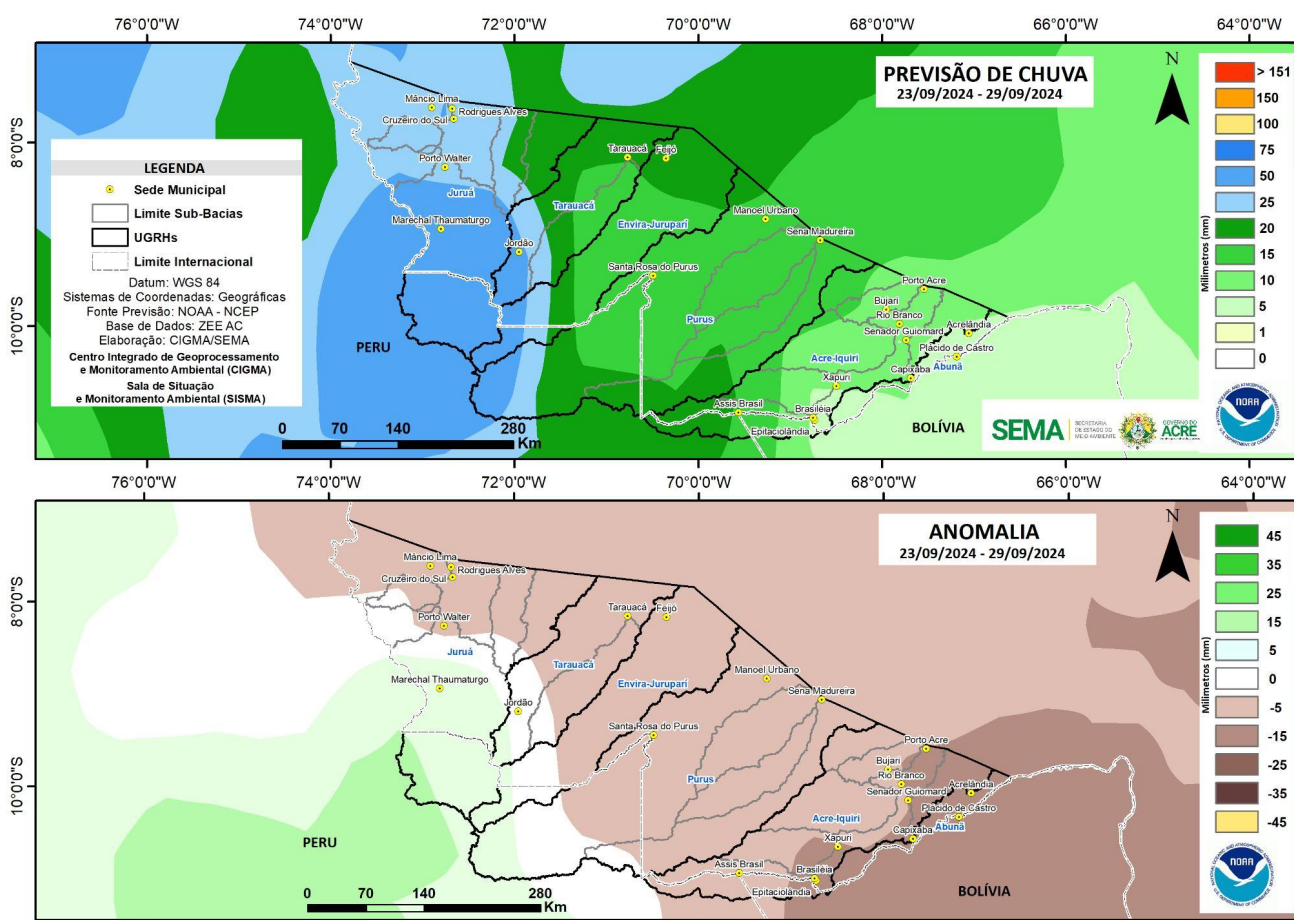 76°0'0"W 74°0'0"W 72°0'0"W 70°0'0"W 68°0'0"W 66°0'0"W 64°0'0"W
PREVISÃO DE CHUVA
23/09/2024 - 29/09/2024
N
> 151
150
100
75
50
25
20
15
10
5
1
0
Milímetros (mm)
8°0'0"S
10°0'0"S
LEGENDA
Sede Municipal
Limite Sub-Bacias
UGRHs
Limite Internacional
Datum: WGS 84
Sistemas de Coordenadas: Geográficas
Fonte Previsão: NOAA - NCEP
Base de Dados: ZEE AC
Elaboração: CIGMA/SEMA
Centro Integrado de Geoprocessamento
e Monitoramento Ambiental (CIGMA)
Sala de Situação
e Monitoramento Ambiental (SISMA)
Mâncio Lima
Rodrigues Alves
Cruzeiro do Sul
Porto Walter
Juruá
Marechal Thaumaturgo
Jordão
Tarauacá
Feijó
Tarauacá
Envira-Jurupari
Manoel Urbano
Sena Madureira
Santa Rosa do Purus
Purus
Porto Acre
Bujari
Rio Branco
Senador Guiomard
Acrelândia
Plácido de Castro
Abunã
Acre-Iquiri
Capixaba
Xapuri
Assis Brasil
Brasiléia
Epitaciolândia
PERU
BOLÍVIA
0 70 140 280
Km
SEMA
SECRETARIA
DE ESTADO DO
MEIO AMBIENTE
GOVERNO DO
ACRE
NOAA
76°0'0"W 74°0'0"W 72°0'0"W 70°0'0"W 68°0'0"W 66°0'0"W 64°0'0"W
ANOMALIA
23/09/2024 - 29/09/2024
N
45
35
25
15
5
0
-5
-15
-25
-35
-45
Milímetros (mm)
8°0'0"S
10°0'0"S
Mâncio Lima
Rodrigues Alves
Cruzeiro do Sul
Porto Walter
Juruá
Marechal Thaumaturgo
Jordão
Tarauacá
Feijó
Tarauacá
Envira-Jurupari
Manoel Urbano
Sena Madureira
Santa Rosa do Purus
Purus
Porto Acre
Bujari
Rio Branco
Senador Guiomard
Acrelândia
Plácido de Castro
Abunã
Acre-Iquiri
Capixaba
Xapuri
Assis Brasil
Brasiléia
Epitaciolândia
PERU
BOLÍVIA
0 70 140 280
Km
NOAA